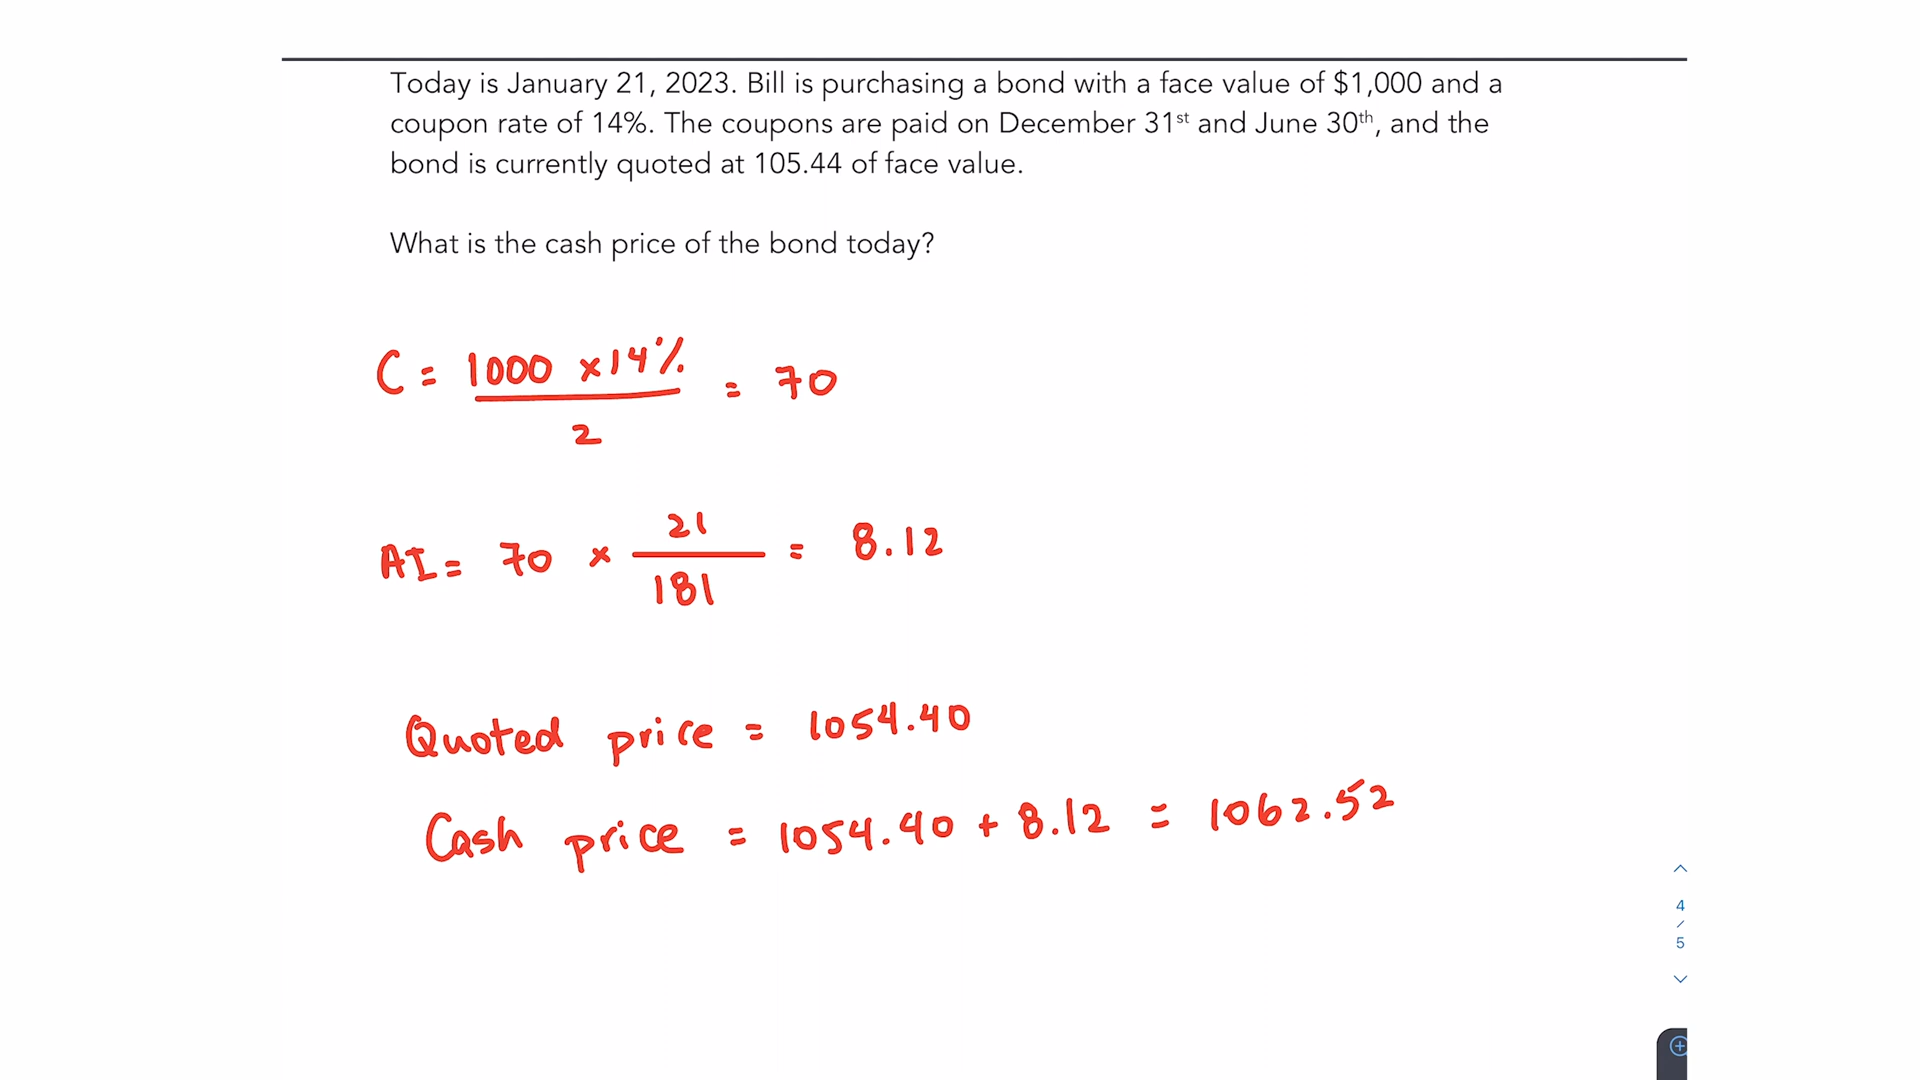 Today is January 21, 2023. Bill is purchasing a bond with a face value of $1,000 and a
coupon rate of 14%. The coupons are paid on December 31st and June 30th, and the
bond is currently quoted at 105.44 of face value.
What is the cash price of the bond today?
C = 1000 × 14% / 2 = 70
AI = 70 × 21 / 181 = 8.12
Quoted price = 1054.40
Cash price = 1054.40 + 8.12 = 1062.52
4
/
5